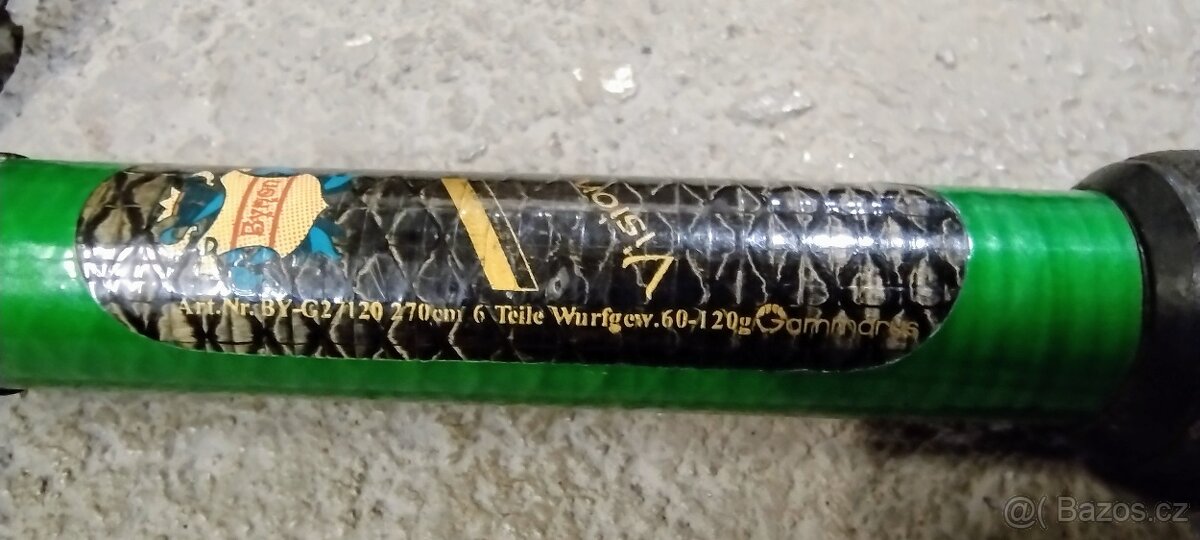 Byron
Vision
Art.Nr. BY-G27120 270cm 6 Teile Wurfgew.60-120g Gammarus
@( Bazos.cz